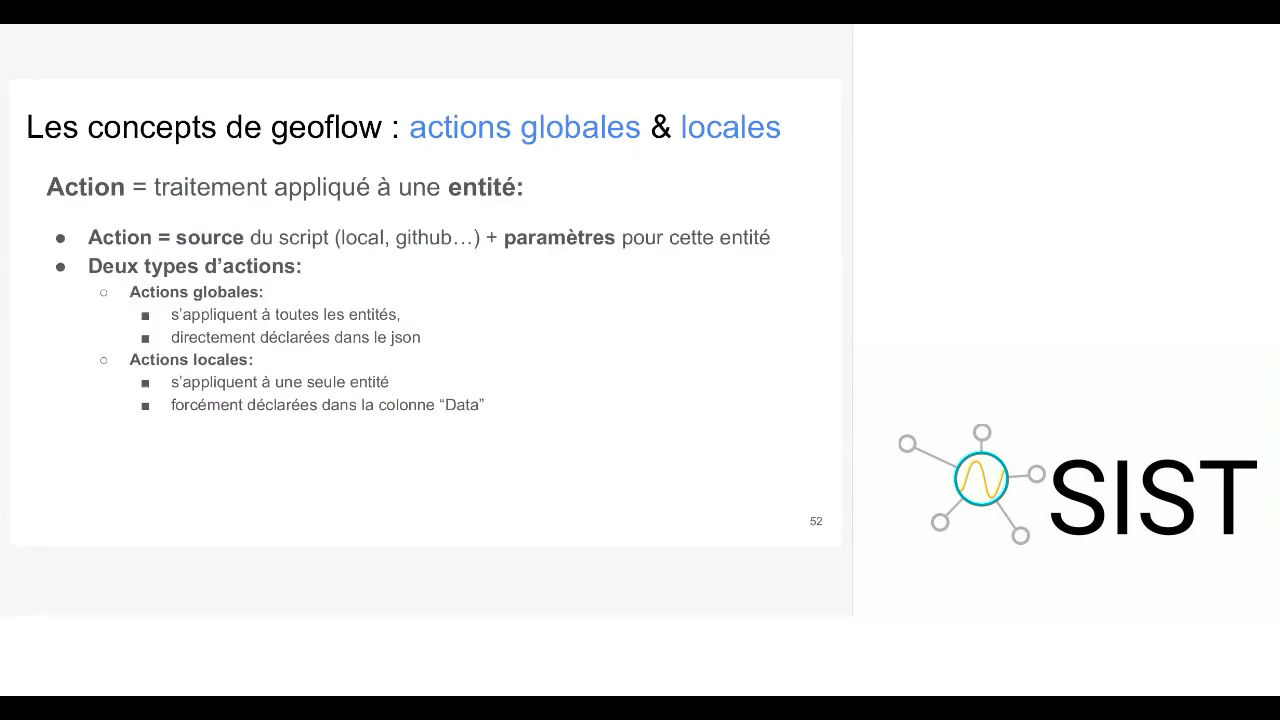 Les concepts de geoflow : actions globales & locales
Action = traitement appliqué à une entité:
● Action = source du script (local, github…) + paramètres pour cette entité
● Deux types d’actions:
○ Actions globales:
■ s’appliquent à toutes les entités,
■ directement déclarées dans le json
○ Actions locales:
■ s’appliquent à une seule entité
■ forcément déclarées dans la colonne “Data”
52
SIST